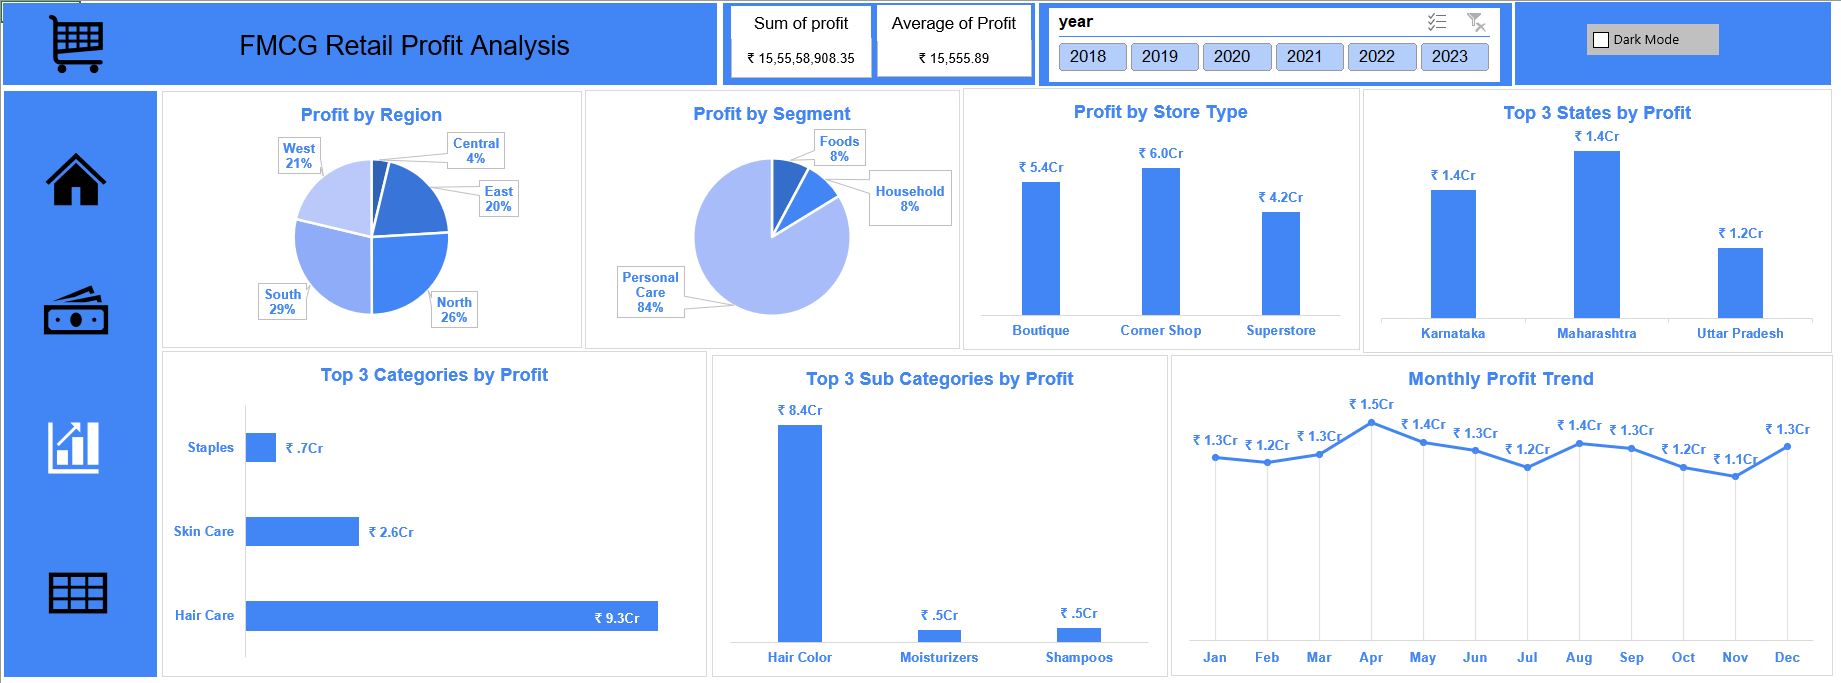 FMCG Retail Profit Analysis
Sum of profit
₹ 15,55,58,908.35
Average of Profit
₹ 15,555.89
year
2018 2019 2020 2021 2022 2023
Dark Mode
Profit by Region
Central
4%
East
20%
North
26%
South
29%
West
21%
Profit by Segment
Foods
8%
Household
8%
Personal
Care
84%
Profit by Store Type
₹ 5.4Cr
₹ 6.0Cr
₹ 4.2Cr
Boutique Corner Shop Superstore
Top 3 States by Profit
₹ 1.4Cr
₹ 1.4Cr
₹ 1.2Cr
Karnataka Maharashtra Uttar Pradesh
Top 3 Categories by Profit
Staples ₹ .7Cr
Skin Care ₹ 2.6Cr
Hair Care ₹ 9.3Cr
Top 3 Sub Categories by Profit
₹ 8.4Cr
₹ .5Cr ₹ .5Cr
Hair Color Moisturizers Shampoos
Monthly Profit Trend
₹ 1.3Cr ₹ 1.2Cr ₹ 1.3Cr ₹ 1.5Cr ₹ 1.4Cr ₹ 1.3Cr ₹ 1.2Cr ₹ 1.4Cr ₹ 1.3Cr ₹ 1.2Cr ₹ 1.1Cr ₹ 1.3Cr
Jan Feb Mar Apr May Jun Jul Aug Sep Oct Nov Dec